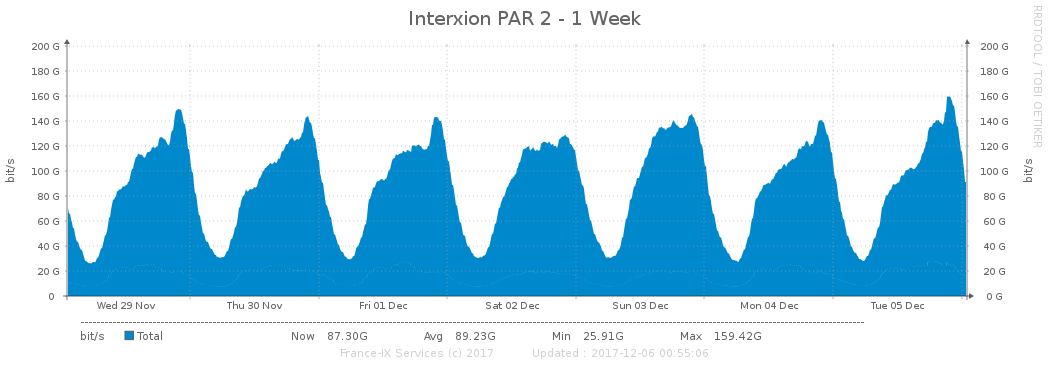 Interxion PAR 2 - 1 Week
RRDTOOL / TOBI OETIKER
bit/s
200 G 200 G
180 G 180 G
160 G 160 G
140 G 140 G
120 G 120 G
100 G 100 G
80 G 80 G
60 G 60 G
40 G 40 G
20 G 20 G
0 0 G
bit/s
Wed 29 Nov Thu 30 Nov Fri 01 Dec Sat 02 Dec Sun 03 Dec Mon 04 Dec Tue 05 Dec
bit/s Total Now 87.30G Avg 89.23G Min 25.91G Max 159.42G
France-IX Services (c) 2017 Updated : 2017-12-06 00:55:06